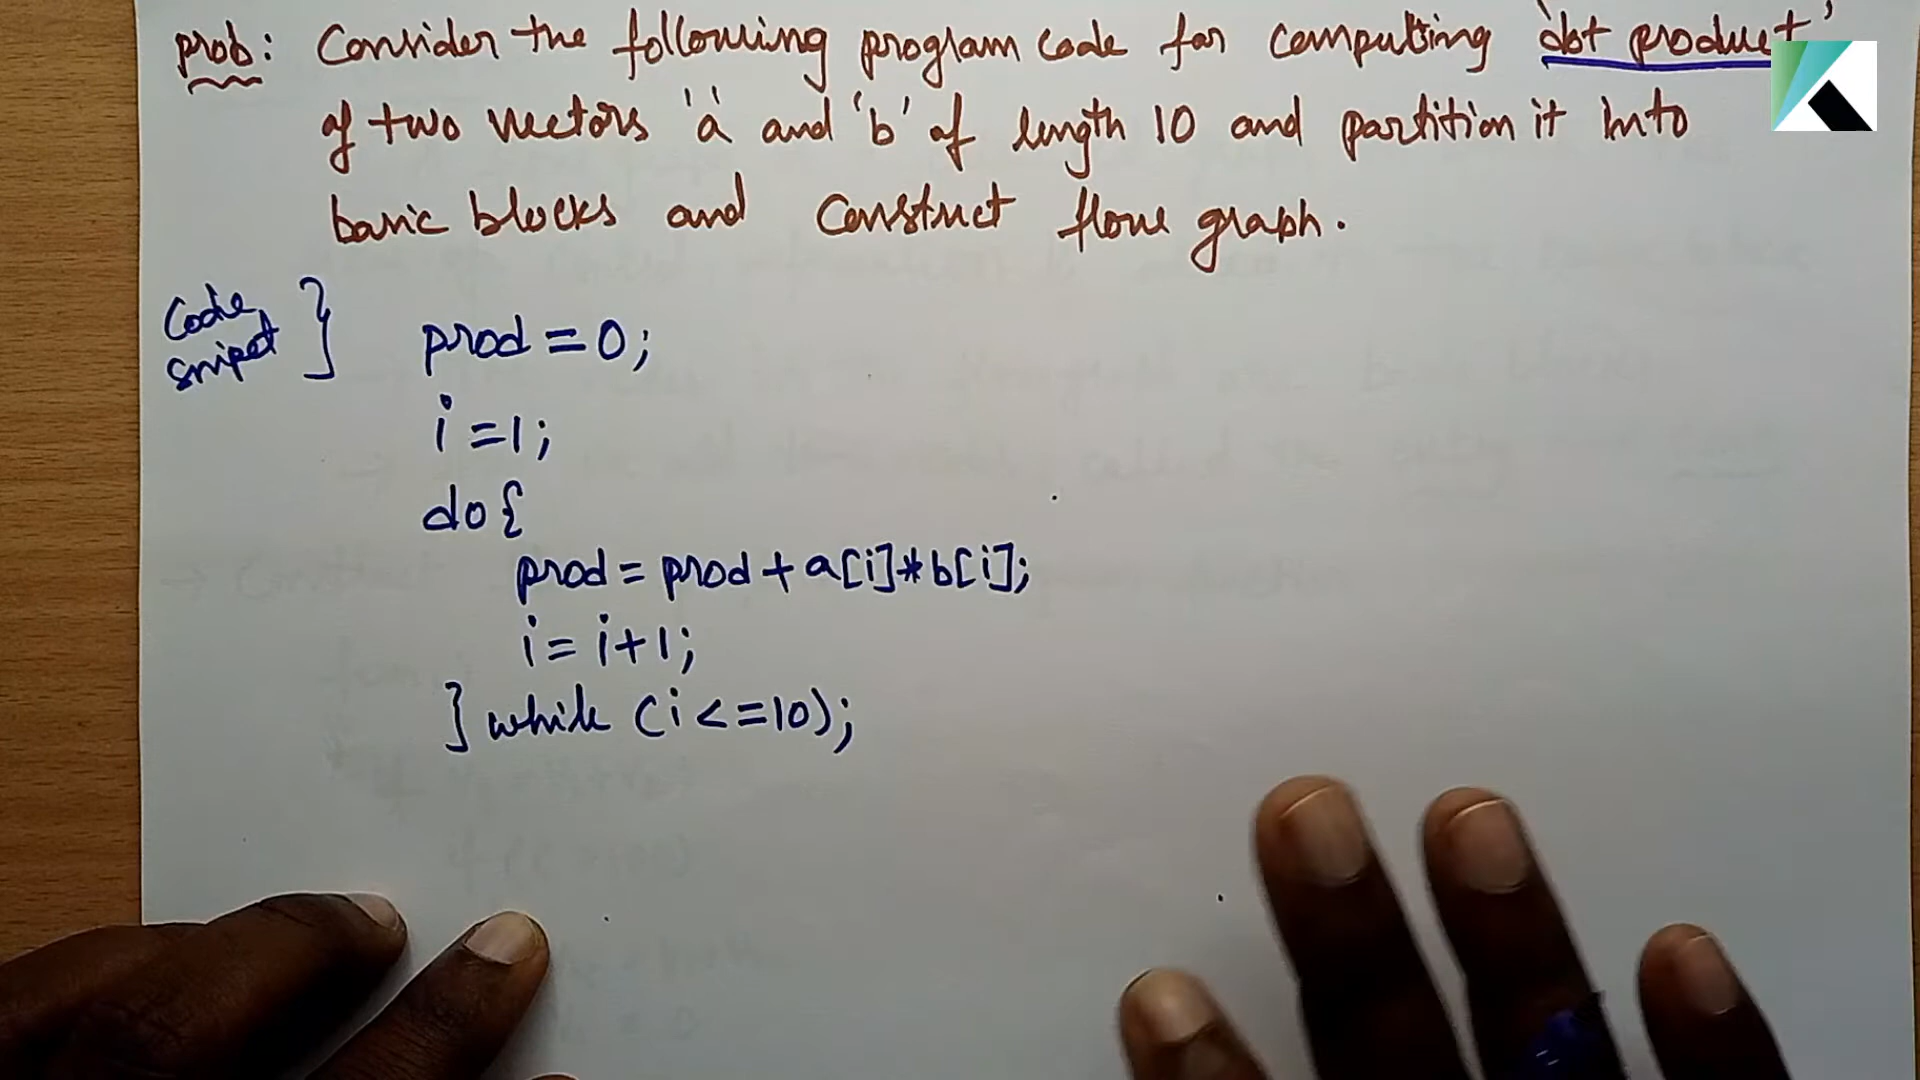 prob: Consider the following program code for computing 'dot product'
of two vectors 'a' and 'b' of length 10 and partition it into
basic blocks and construct flow graph.
Code
snipet } prod = 0;
i = 1;
do {
prod = prod + a[i] * b[i];
i = i + 1;
} while (i <= 10);